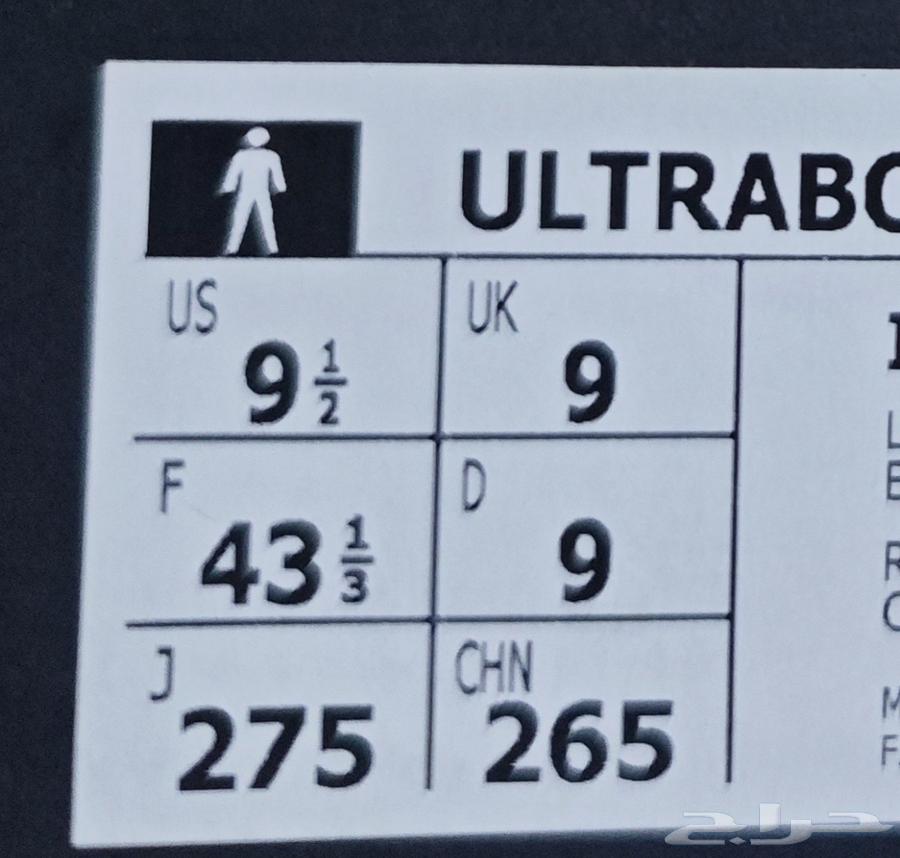 ULTRABO
US 9 1/2 UK 9
F 43 1/3 D 9
J 275 CHN 265
حراج